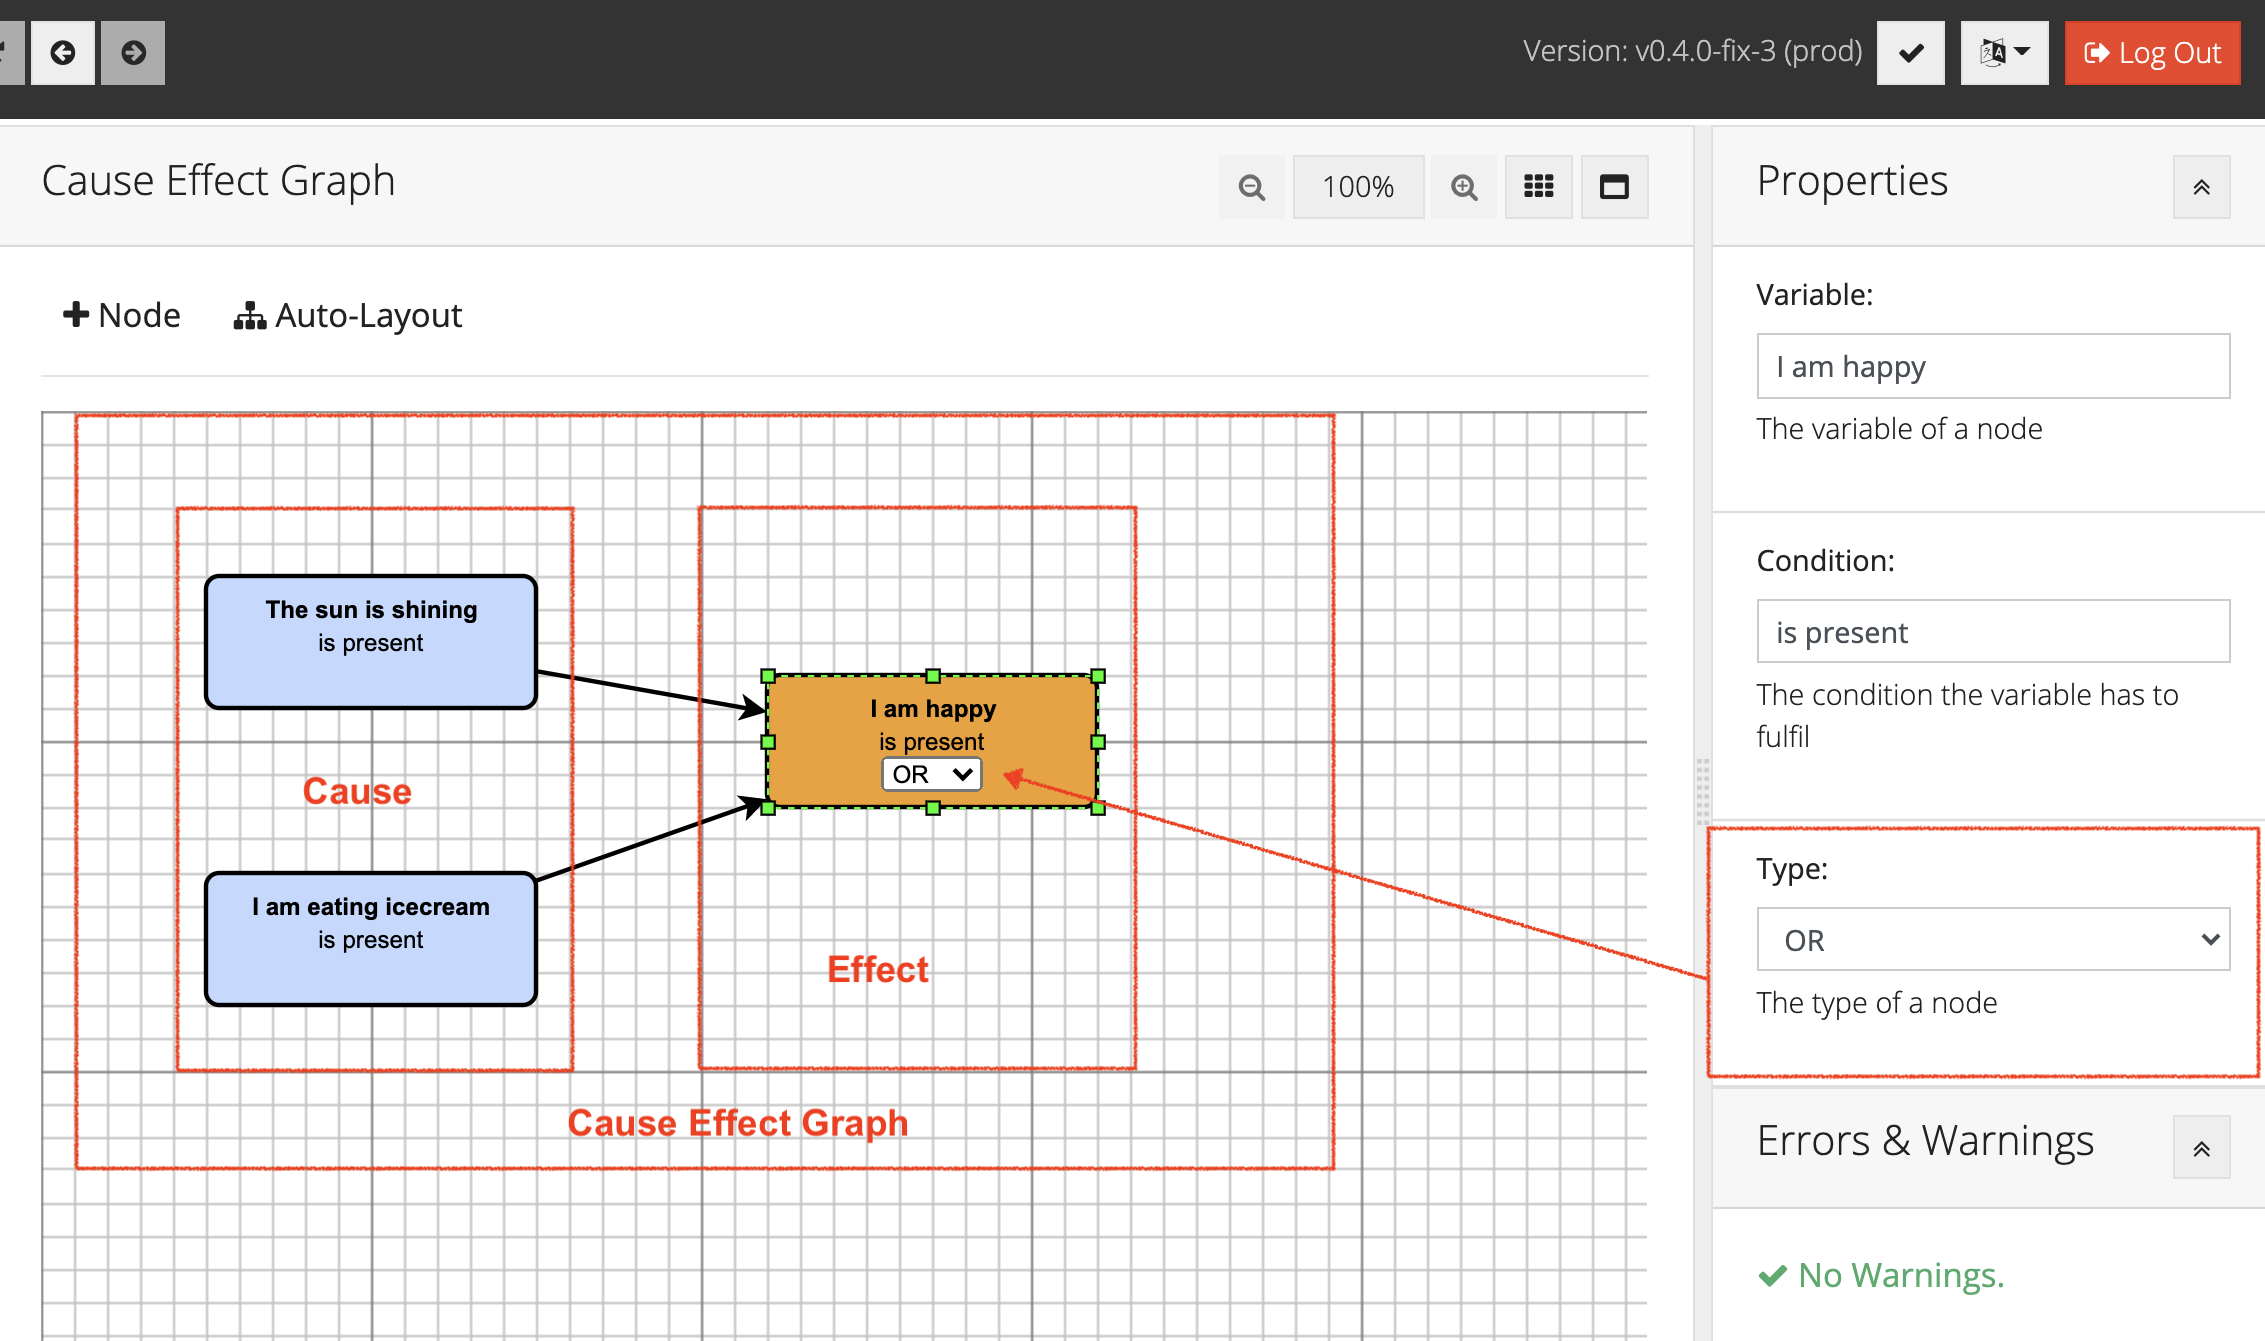 Version: v0.4.0-fix-3 (prod)
Log Out
Cause Effect Graph
100%
Properties
Node
Auto-Layout
Variable:
I am happy
The variable of a node
Condition:
is present
The condition the variable has to
fulfil
The sun is shining
is present
I am happy
is present
OR
Cause
I am eating icecream
is present
Effect
Cause Effect Graph
Type:
OR
The type of a node
Errors & Warnings
No Warnings.